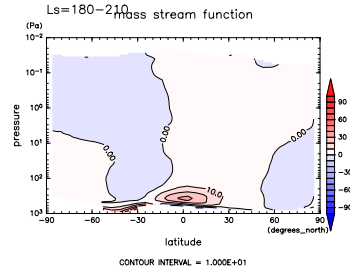 Ls=180-210
mass stream function
(Pa)
10⁻²
10⁻¹
10⁰
10¹
10²
10³
pressure
0.00
0.00
0.00
10.0
90
60
30
0
−30
−60
−90
−90 −60 −30 0 30 60 90
(degrees_north)
latitude
CONTOUR INTERVAL = 1.000E+01